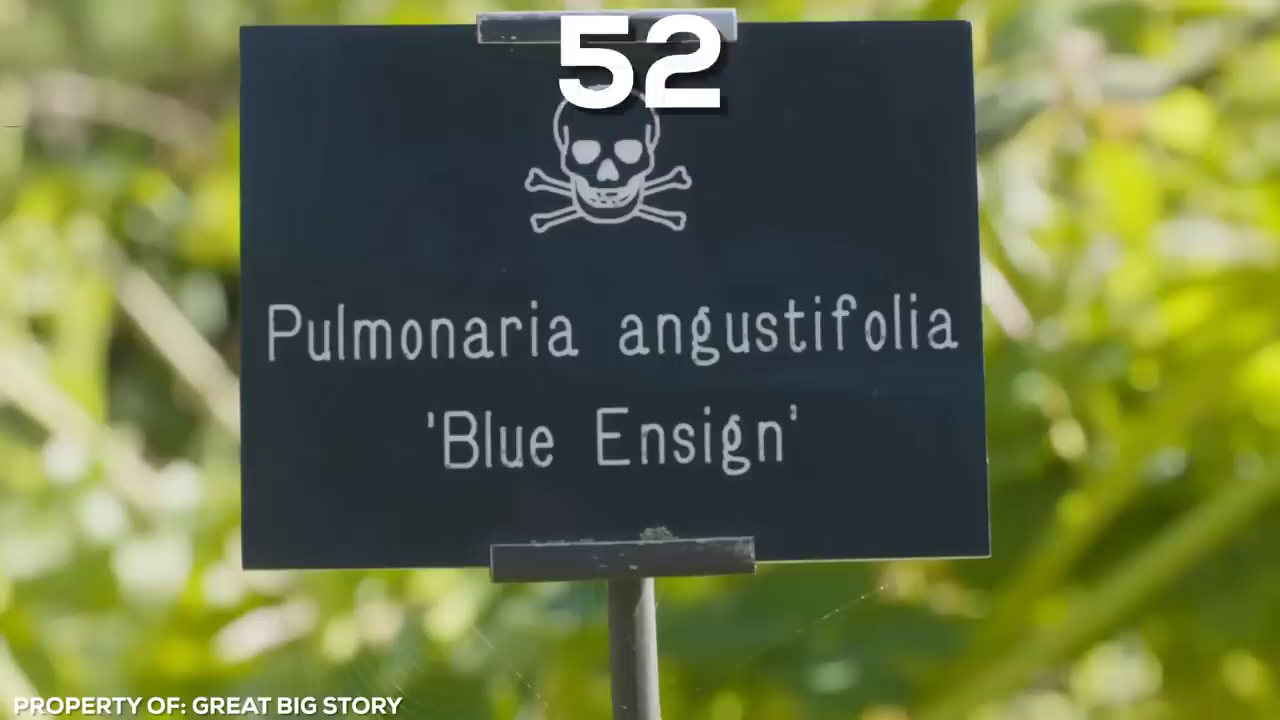 52
Pulmonaria angustifolia
'Blue Ensign'
PROPERTY OF: GREAT BIG STORY